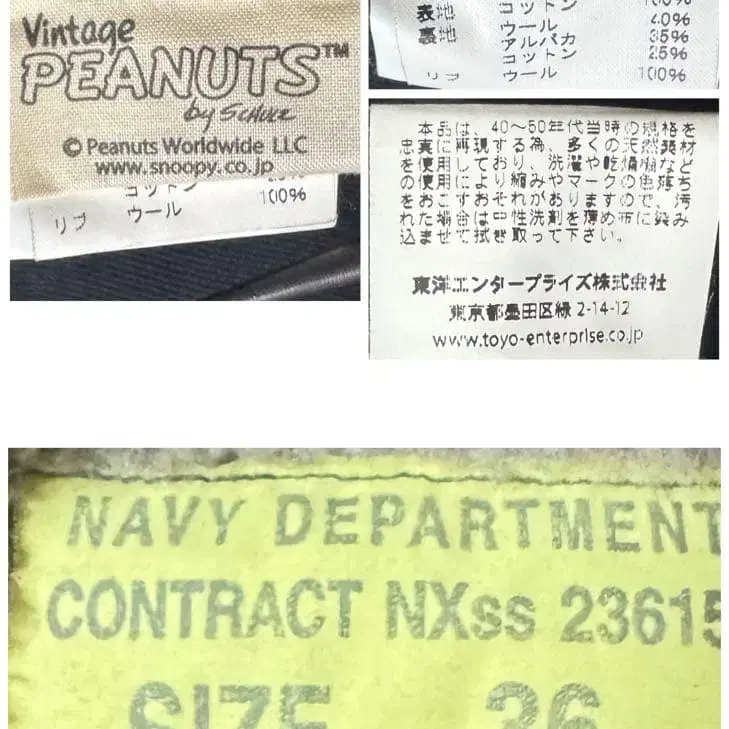 Vintage
PEANUTS™
by SCHULZ
© Peanuts Worldwide LLC
www.snoopy.co.jp
コットン
リブ ウール 100%
コットン 100%
表地 ウール 40%
裏地 アルパカ 35%
コットン 25%
リブ ウール 100%
本品は、40〜50年代当時の規格を
忠実に再現する為、多くの天然素材
を使用しており、洗濯や乾燥機など
の使用により縮みやマークの色落ち
をおこすおそれがありますので、汚
れた場合は中性洗剤を薄め布に染み
込ませて拭き取って下さい。
東洋エンタープライズ株式会社
東京都墨田区緑 2-14-12
www.toyo-enterprise.co.jp
NAVY DEPARTMENT
CONTRACT NXss 23615
SIZE 36